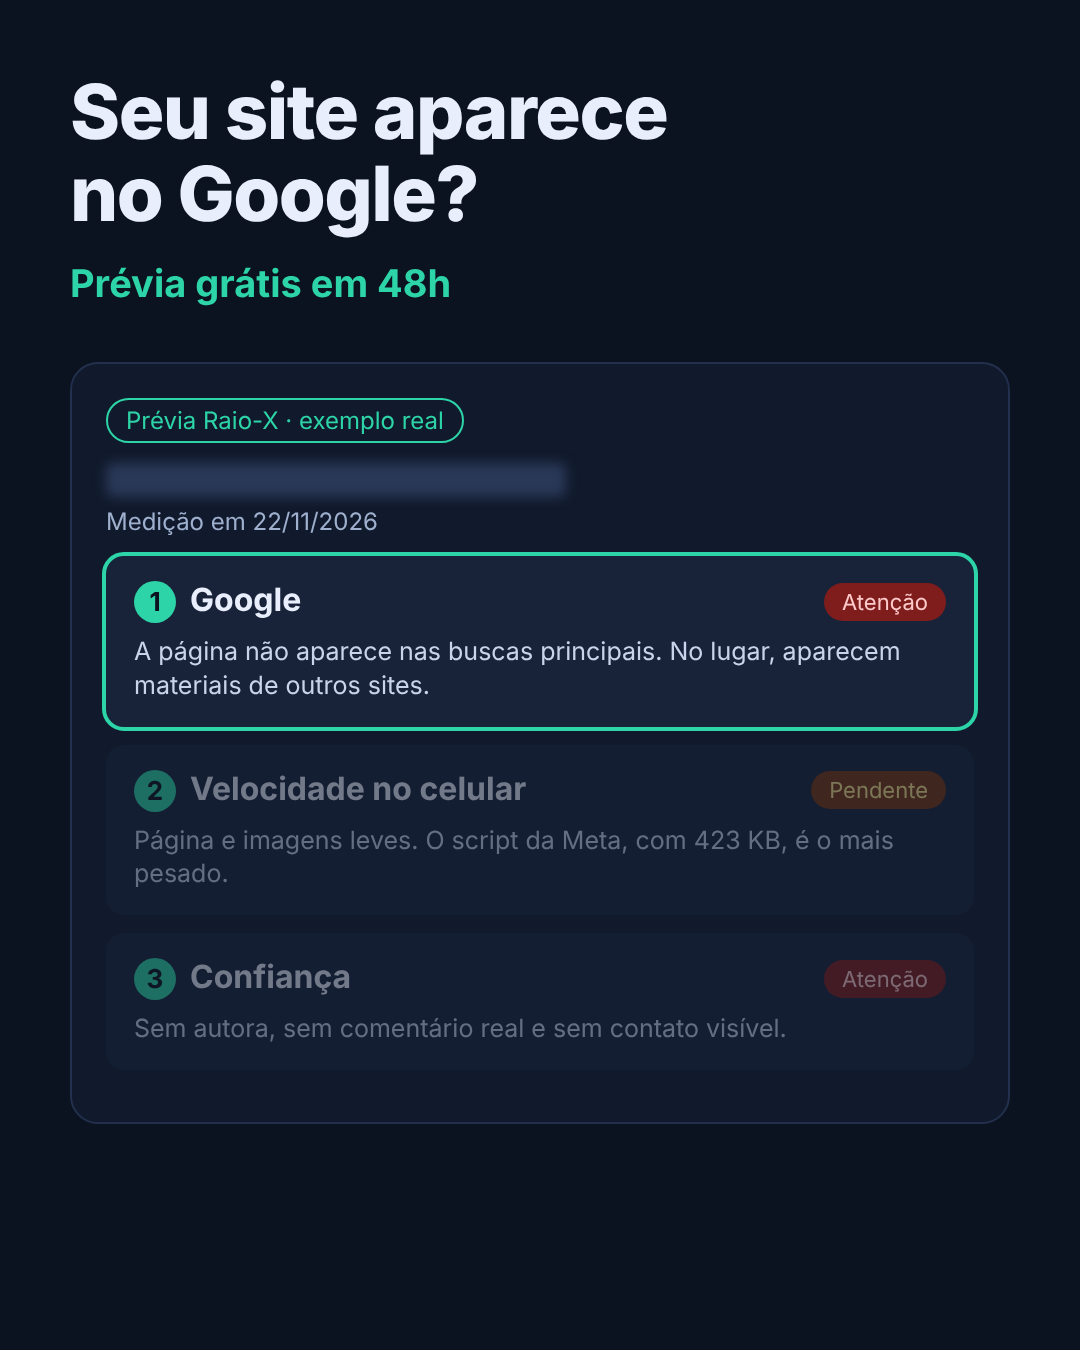 Seu site aparece
no Google?
Prévia grátis em 48h
Prévia Raio-X · exemplo real
Medição em 22/11/2026
1 Google Atenção
A página não aparece nas buscas principais. No lugar, aparecem
materiais de outros sites.
2 Velocidade no celular Pendente
Página e imagens leves. O script da Meta, com 423 KB, é o mais
pesado.
3 Confiança Atenção
Sem autora, sem comentário real e sem contato visível.